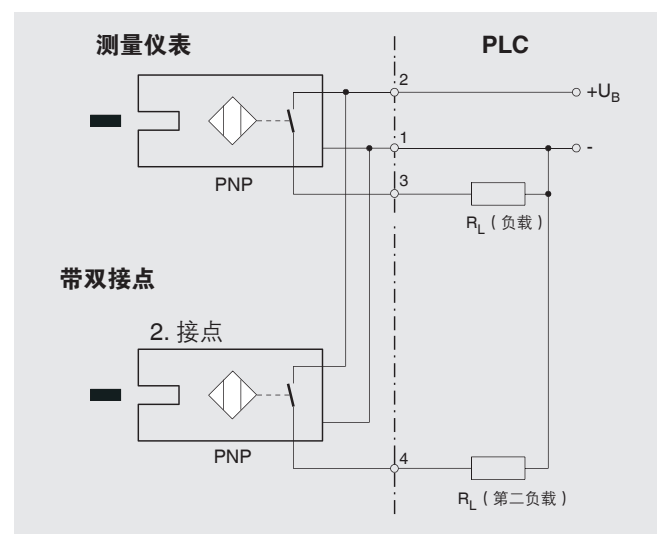 测量仪表
PLC
2
+UB
1
-
PNP
3
RL（负载）
带双接点
2. 接点
PNP
4
RL（第二负载）